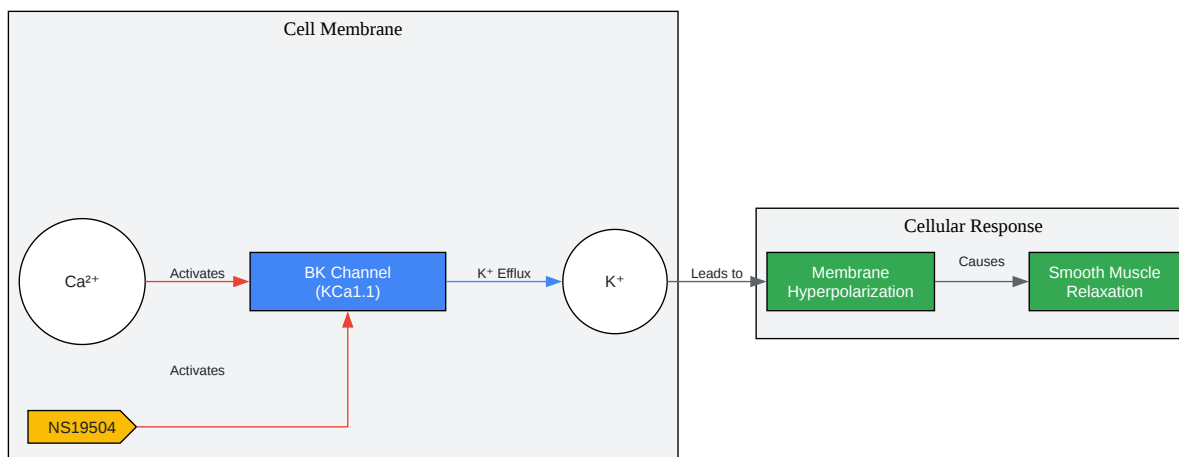 Cell Membrane
Cellular Response
Ca²⁺
Activates
BK Channel
(KCa1.1)
K⁺ Efflux
K⁺
Leads to
Membrane
Hyperpolarization
Causes
Smooth Muscle
Relaxation
Activates
NS19504